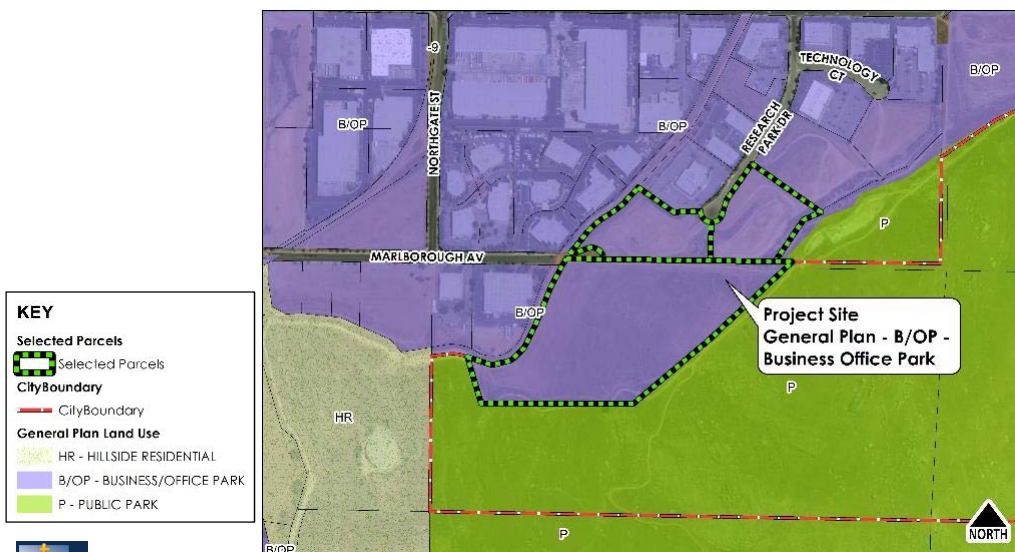 B/OP
-9
NORTHGATE ST
B/OP
B/OP
TECHNOLOGY
CT
RESEARCH
PARK DR
B/OP
P
MARLBOROUGH AV
B/OP
Project Site
General Plan - B/OP -
Business Office Park
P
HR
P
B/OP
NORTH
KEY
Selected Parcels
Selected Parcels
CityBoundary
CityBoundary
General Plan Land Use
HR - HILLSIDE RESIDENTIAL
B/OP - BUSINESS/OFFICE PARK
P - PUBLIC PARK